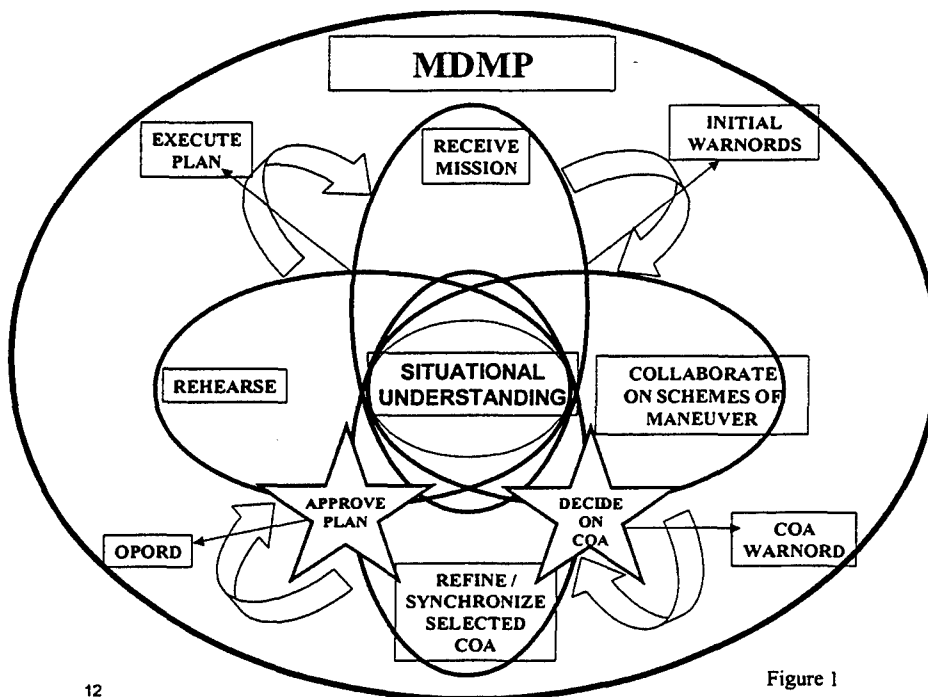 MDMP
EXECUTE
PLAN
RECEIVE
MISSION
INITIAL
WARNORDS
REHEARSE
SITUATIONAL
UNDERSTANDING
COLLABORATE
ON SCHEMES OF
MANEUVER
APPROVE
PLAN
DECIDE
ON
COA
OPORD
COA
WARNORD
REFINE /
SYNCHRONIZE
SELECTED
COA
12
Figure 1